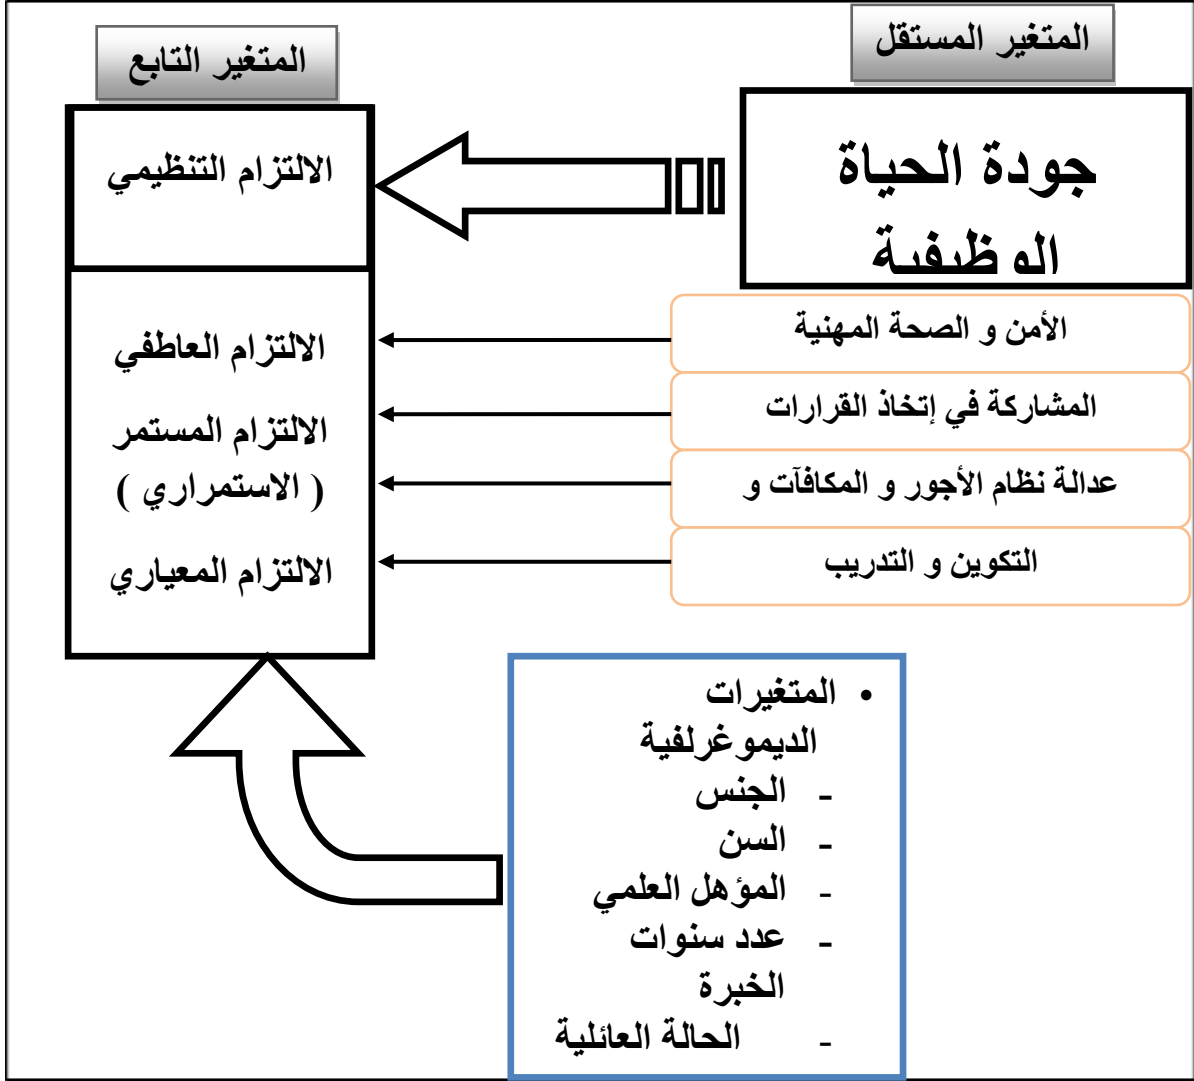 المتغير المستقل
المتغير التابع
جودة الحياة
الوظيفية
الالتزام التنظيمي
الأمن و الصحة المهنية
المشاركة في إتخاذ القرارات
عدالة نظام الأجور و المكافآت و
التكوين و التدريب
الالتزام العاطفي
الالتزام المستمر
( الاستمراري )
الالتزام المعياري
• المتغيرات
الديموغرلفية
- الجنس
- السن
- المؤهل العلمي
- عدد سنوات
الخبرة
- الحالة العائلية